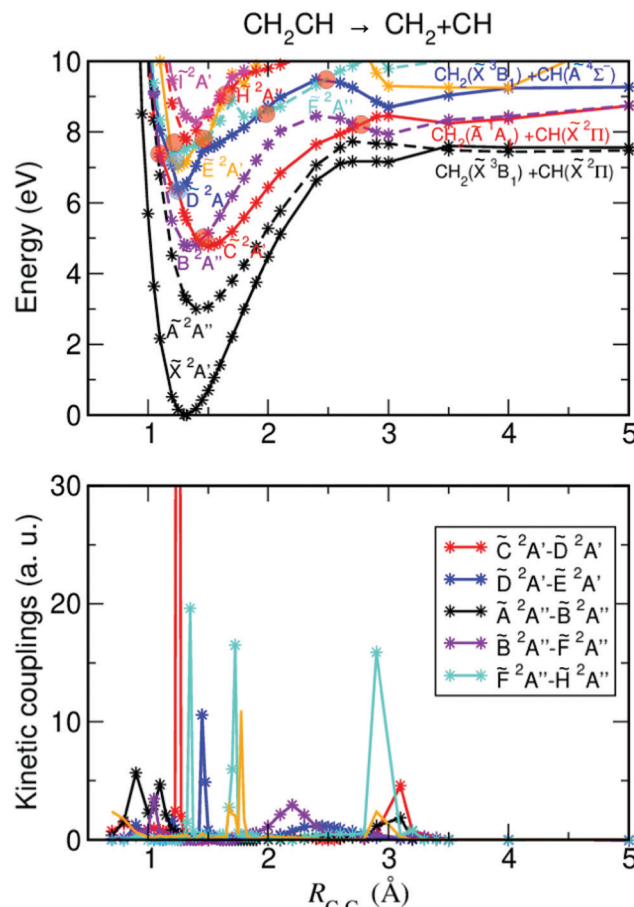 CH₂CH → CH₂+CH
10
8
6
4
2
0
Energy (eV)
Ĩ ²A'
H̃ ²A'
F̃ ²A''
Ẽ ²A'
D̃ ²A'
B̃ ²A''
C̃ ²A'
Ã ²A''
X̃ ²A'
CH₂(X̃ ³B₁) +CH(Ã ⁴Σ⁻)
CH₂(Ã ¹A₁) +CH(X̃ ²Π)
CH₂(X̃ ³B₁) +CH(X̃ ²Π)
1 2 3 4 5
30
20
10
0
Kinetic couplings (a. u.)
C̃ ²A'-D̃ ²A'
D̃ ²A'-Ẽ ²A'
Ã ²A''-B̃ ²A''
B̃ ²A''-F̃ ²A''
F̃ ²A''-H̃ ²A''
1 2 3 4 5
R_C-C (Å)